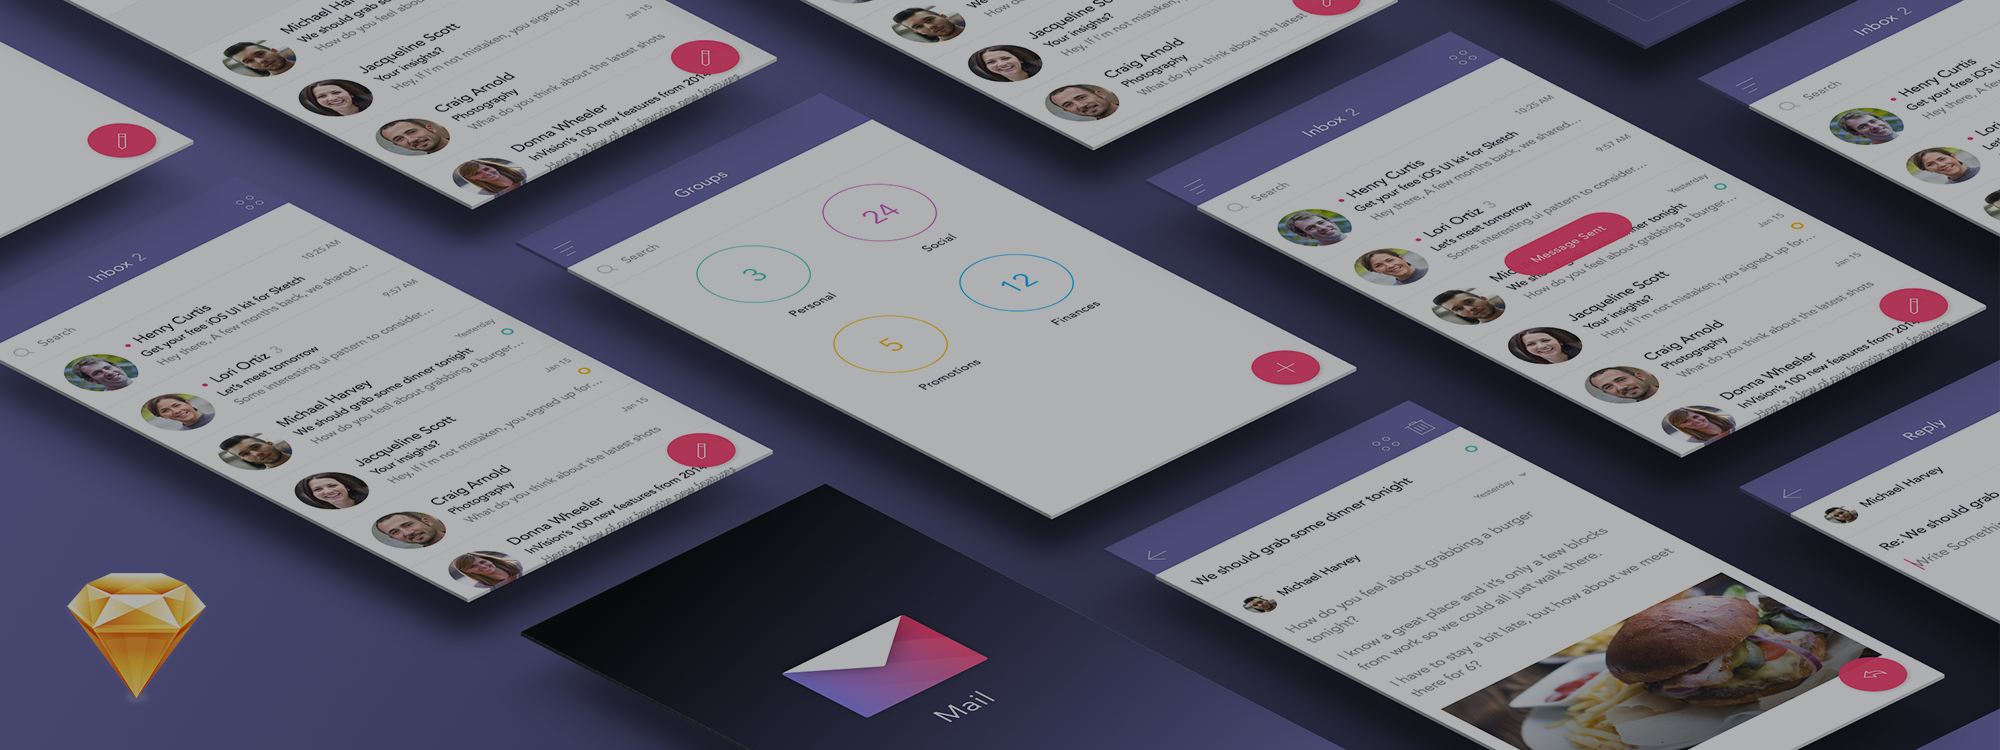 Michael Har
We should grab so
How do you feel about
Jacqueline Scott
Your insights?
Hey, If I'm not mistaken, you signed up
Jan 15
Craig Arnold
Photography
What do you think about the latest shots
Donna Wheeler
InVision's 100 new features from 2014
Here's a few of our favorite new features
We
How do you feel about
Jacqueline Scott
Your insights?
Hey, If I'm not mistaken, you
Craig Arnold
Photography
What do you think about the latest
Inbox 2
Search
Henry Curtis
Get your free iOS UI kit for Sketch
Hey there, A few months back, we shared...
10:25 AM
Lori Ortiz 3
Let's meet tomorrow
Some interesting ui pattern to consider...
9:57 AM
Michael Harvey
We should grab some dinner tonight
How do you feel about grabbing a burger...
Yesterday
Jacqueline Scott
Your insights?
Hey, If I'm not mistaken, you signed up for...
Jan 15
Craig Arnold
Photography
What do you think about the latest shots
Jan 15
Donna Wheeler
InVision's 100 new features from 2014
Here's a few of our favorite new features
Groups
Search
24
Social
3
Personal
12
Finances
5
Promotions
Inbox 2
Search
Henry Curtis
Get your free iOS UI kit for Sketch
Hey there, A few months back, we shared...
10:25 AM
Lori Ortiz 3
Let's meet tomorrow
Some interesting ui pattern to consider...
9:57 AM
Message Sent
Mic
We shou
nner tonight
How do you feel about grabbing a burger...
Yesterday
Jacqueline Scott
Your insights?
Hey, If I'm not mistaken, you signed up for...
Jan 15
Craig Arnold
Photography
What do you think about the latest shots
Jan 15
Donna Wheeler
InVision's 100 new features from 2014
Here's a few of our favorite new features
Inbox 2
Search
Henry Curtis
Get your free iOS U
Hey there, A few mon
Lori
Let's
Mail
We should grab some dinner tonight
Michael Harvey
Yesterday
How do you feel about grabbing a burger
tonight?
I know a great place and it's only a few blocks
from work so we could all just walk there.
I have to stay a bit late, but how about we meet
there for 6?
Reply
Michael Harvey
Re: We should grab
Write Somethin